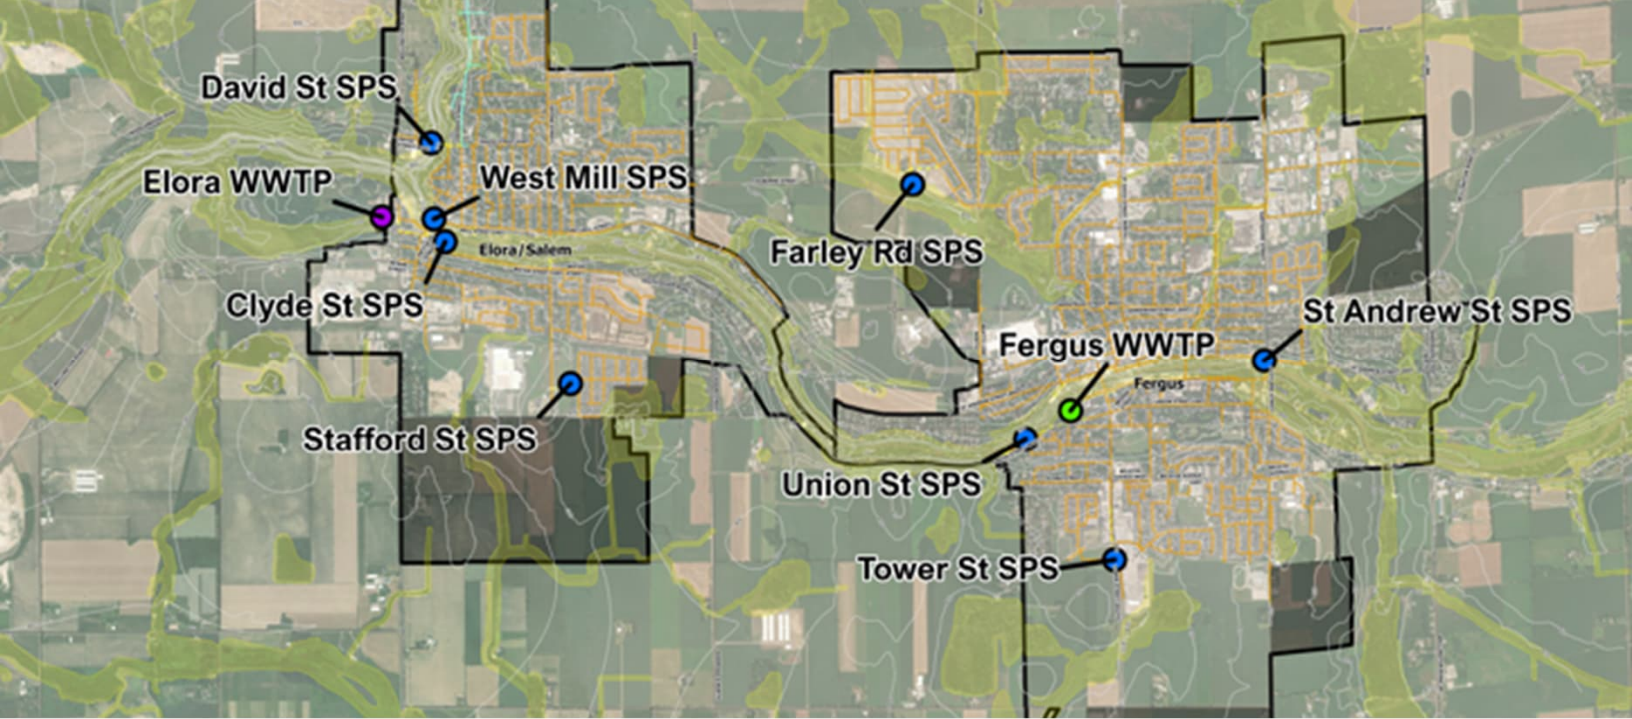 David St SPS
Elora WWTP
West Mill SPS
Elora/Salem
Farley Rd SPS
Clyde St SPS
St Andrew St SPS
Fergus WWTP
Fergus
Stafford St SPS
Union St SPS
Tower St SPS